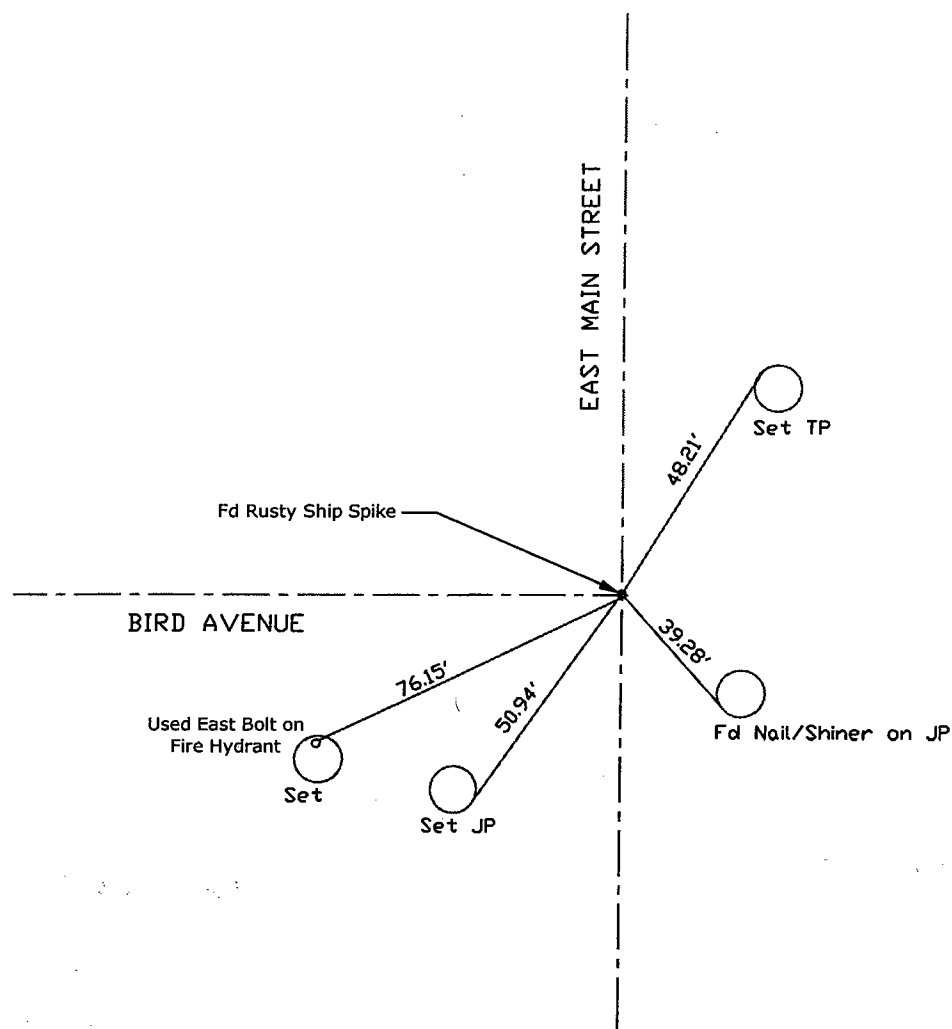 EAST MAIN STREET
Set TP
48.21'
Fd Rusty Ship Spike
BIRD AVENUE
39.28'
76.15'
50.94'
Used East Bolt on
Fire Hydrant
Set
Fd Nail/Shiner on JP
Set JP